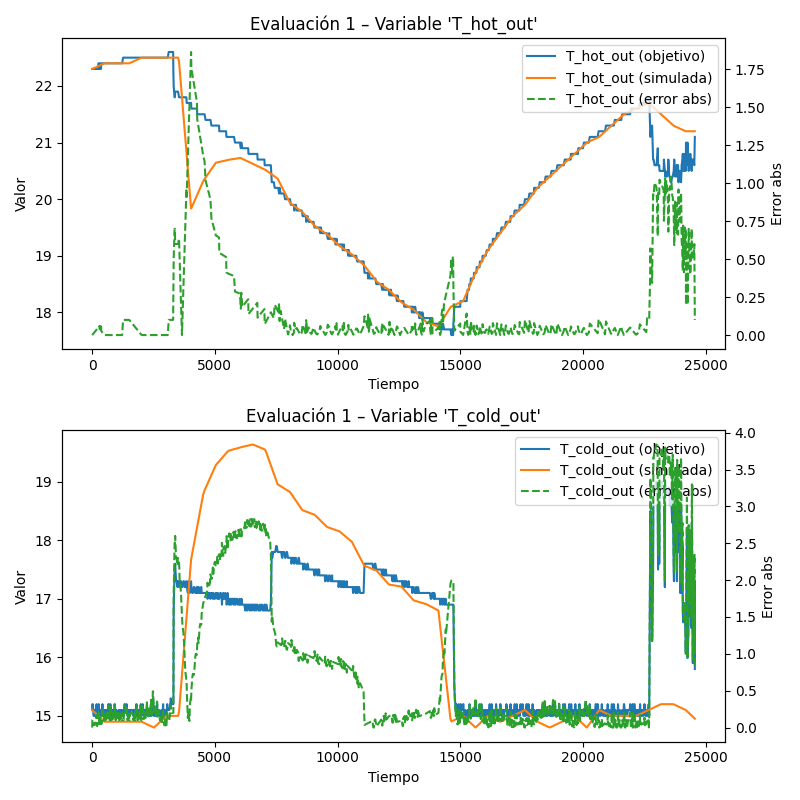 Evaluación 1 – Variable 'T_hot_out'
T_hot_out (objetivo)
T_hot_out (simulada)
T_hot_out (error abs)
Valor
22
21
20
19
18
1.75
1.50
1.25
1.00
0.75
0.50
0.25
0.00
Error abs
0 5000 10000 15000 20000 25000
Tiempo
Evaluación 1 – Variable 'T_cold_out'
T_cold_out (objetivo)
T_cold_out (simulada)
T_cold_out (error abs)
Valor
19
18
17
16
15
4.0
3.5
3.0
2.5
2.0
1.5
1.0
0.5
0.0
Error abs
0 5000 10000 15000 20000 25000
Tiempo